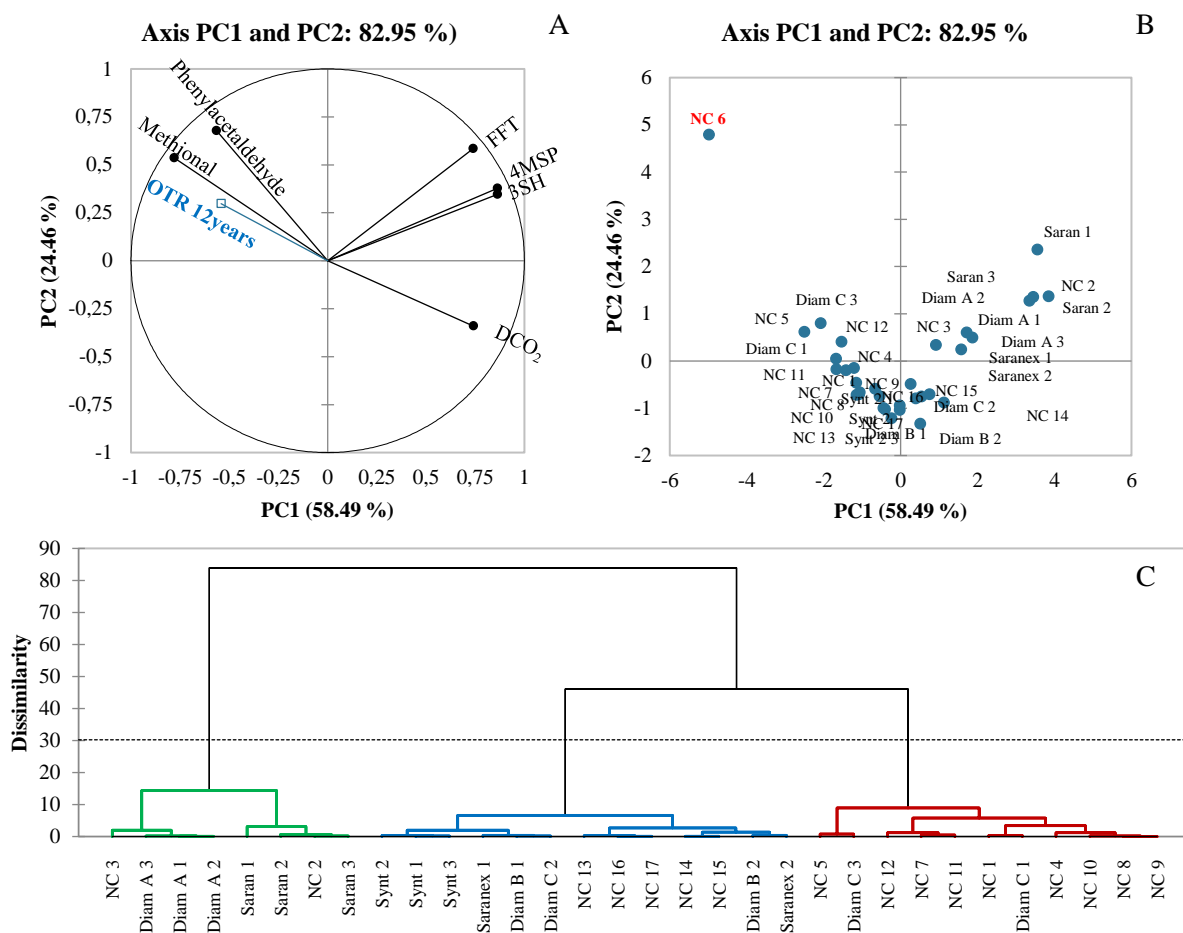 Axis PC1 and PC2: 82.95 %)
A
PC2 (24.46 %)
1
0,75
0,5
0,25
0
-0,25
-0,5
-0,75
-1
Phenylacetaldehyde
Methional
OTR 12years
FFT
4MSP
3SH
DCO₂
-1 -0,75 -0,5 -0,25 0 0,25 0,5 0,75 1
PC1 (58.49 %)
Axis PC1 and PC2: 82.95 %
B
PC2 (24.46 %)
6
5
4
3
2
1
0
-1
-2
NC 6
Saran 1
Saran 3
NC 2
Diam C 3
Diam A 2
Saran 2
NC 5
NC 12
NC 3
Diam A 1
Diam C 1
NC 4
Diam A 3
Saranex 1
NC 11
NC 1
NC 9
Saranex 2
NC 7
Synt 2
NC 16
NC 15
NC 8
Diam C 2
NC 10
Synt 2
NC 17
NC 14
NC 13
Synt 2 3
Diam B 1
Diam B 2
-6 -4 -2 0 2 4 6
PC1 (58.49 %)
C
Dissimilarity
90
80
70
60
50
40
30
20
10
0
NC 3
Diam A 3
Diam A 1
Diam A 2
Saran 1
Saran 2
NC 2
Saran 3
Synt 2
Synt 1
Synt 3
Saranex 1
Diam B 1
Diam C 2
NC 13
NC 16
NC 17
NC 14
NC 15
Diam B 2
Saranex 2
NC 5
Diam C 3
NC 12
NC 7
NC 11
NC 1
Diam C 1
NC 4
NC 10
NC 8
NC 9